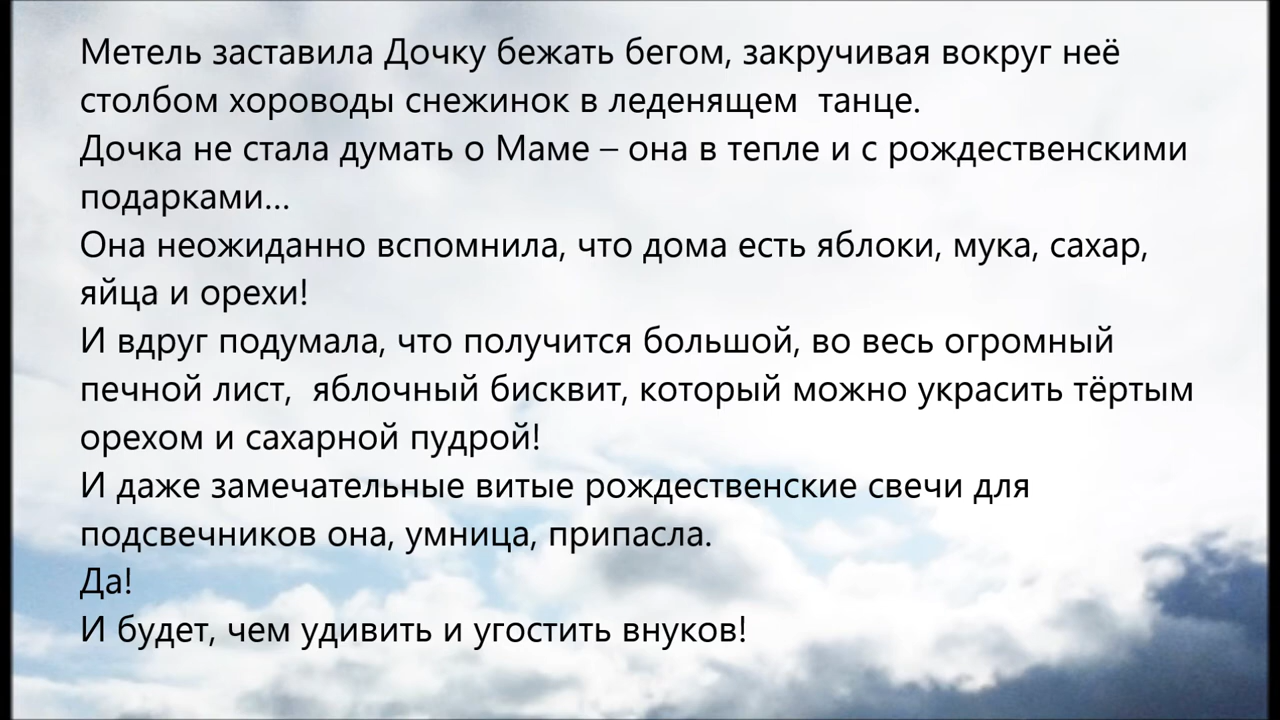 Метель заставила Дочку бежать бегом, закручивая вокруг неё
столбом хороводы снежинок в леденящем  танце.
Дочка не стала думать о Маме – она в тепле и с рождественскими
подарками...
Она неожиданно вспомнила, что дома есть яблоки, мука, сахар,
яйца и орехи!
И вдруг подумала, что получится большой, во весь огромный
печной лист,  яблочный бисквит, который можно украсить тёртым
орехом и сахарной пудрой!
И даже замечательные витые рождественские свечи для
подсвечников она, умница, припасла.
Да!
И будет, чем удивить и угостить внуков!